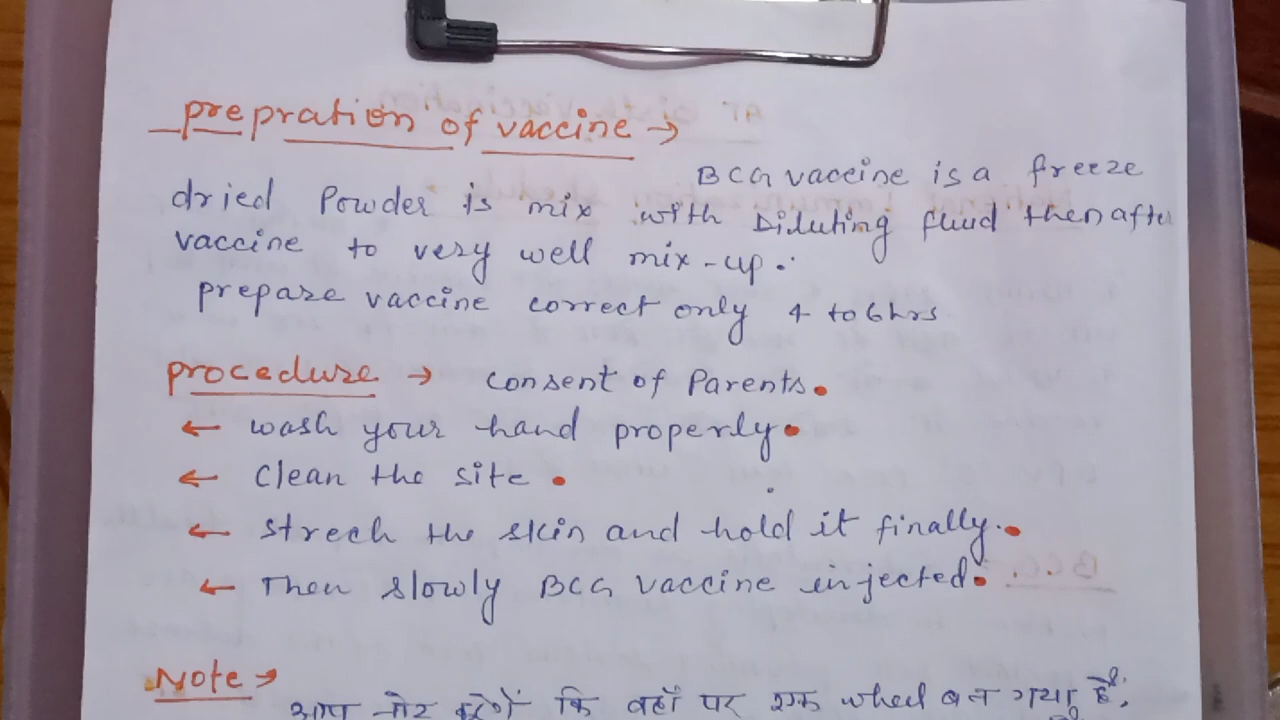 prepration of vaccine →
BCG vaccine is a freeze
dried Powder is mix with Diluting fluid then after
vaccine to very well mix-up.
prepare vaccine correct only 4 to 6 hrs
procedure → consent of Parents.
← wash your hand properly.
← Clean the site.
← strech the skin and hold it finally.
← Then slowly BCG vaccine injected.
Note →
आप नोट करेंगे कि वहाँ पर एक wheel बन गया है,